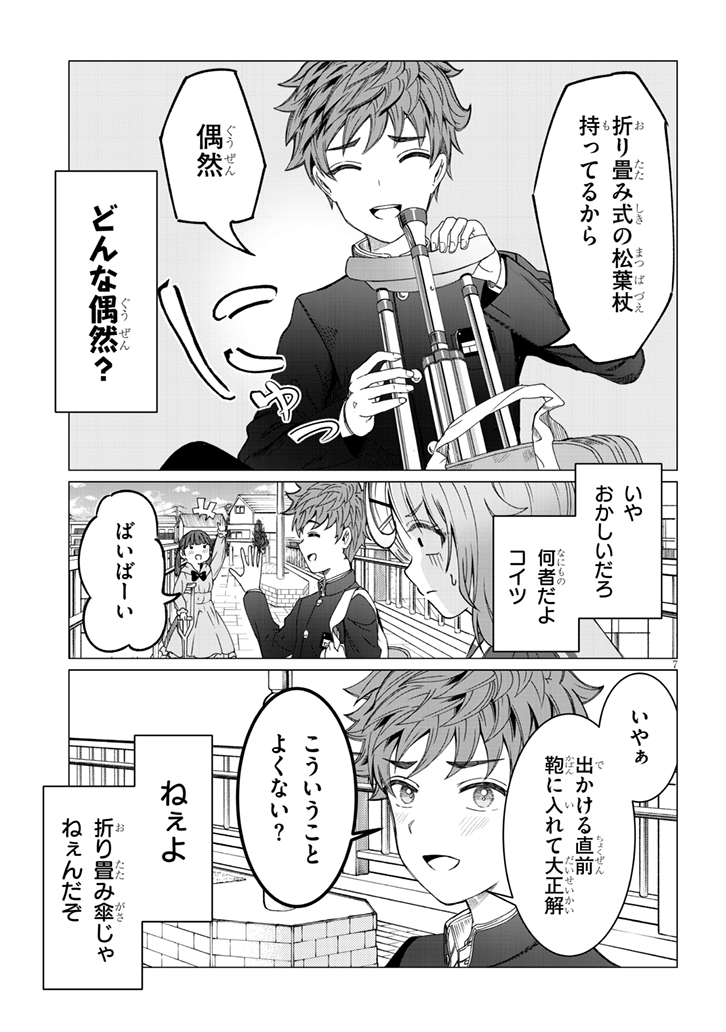 折り畳み式の松葉杖
持ってるから
偶然
どんな偶然?
にこっ
いや
おかしいだろ
何者だよ
コイツ
ばいばーい
7
いやぁ
出かける直前
鞄に入れて大正解
こういうこと
よくない?
ねぇよ
折り畳み傘じゃ
ねぇんだぞ